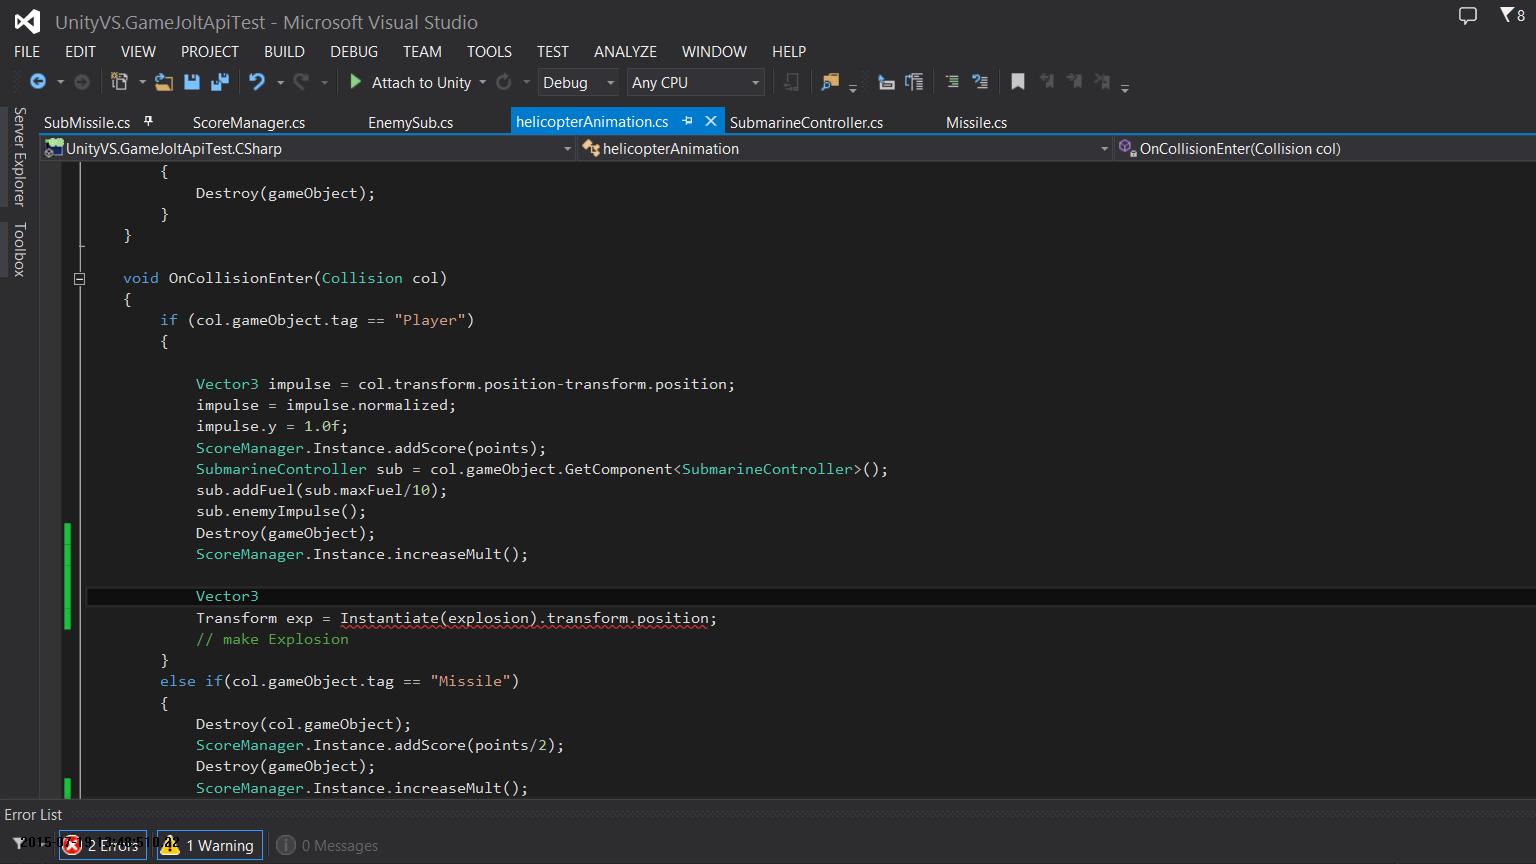 UnityVS.GameJoltApiTest - Microsoft Visual Studio
8
FILE EDIT VIEW PROJECT BUILD DEBUG TEAM TOOLS TEST ANALYZE WINDOW HELP
Attach to Unity Debug Any CPU
Server Explorer
Toolbox
SubMissile.cs ScoreManager.cs EnemySub.cs helicopterAnimation.cs SubmarineController.cs Missile.cs
UnityVS.GameJoltApiTest.CSharp helicopterAnimation OnCollisionEnter(Collision col)
{
Destroy(gameObject);
}
}
void OnCollisionEnter(Collision col)
{
if (col.gameObject.tag == "Player")
{
Vector3 impulse = col.transform.position-transform.position;
impulse = impulse.normalized;
impulse.y = 1.0f;
ScoreManager.Instance.addScore(points);
SubmarineController sub = col.gameObject.GetComponent<SubmarineController>();
sub.addFuel(sub.maxFuel/10);
sub.enemyImpulse();
Destroy(gameObject);
ScoreManager.Instance.increaseMult();
Vector3
Transform exp = Instantiate(explosion).transform.position;
// make Explosion
}
else if(col.gameObject.tag == "Missile")
{
Destroy(col.gameObject);
ScoreManager.Instance.addScore(points/2);
Destroy(gameObject);
ScoreManager.Instance.increaseMult();
Error List
2 Errors 1 Warning 0 Messages